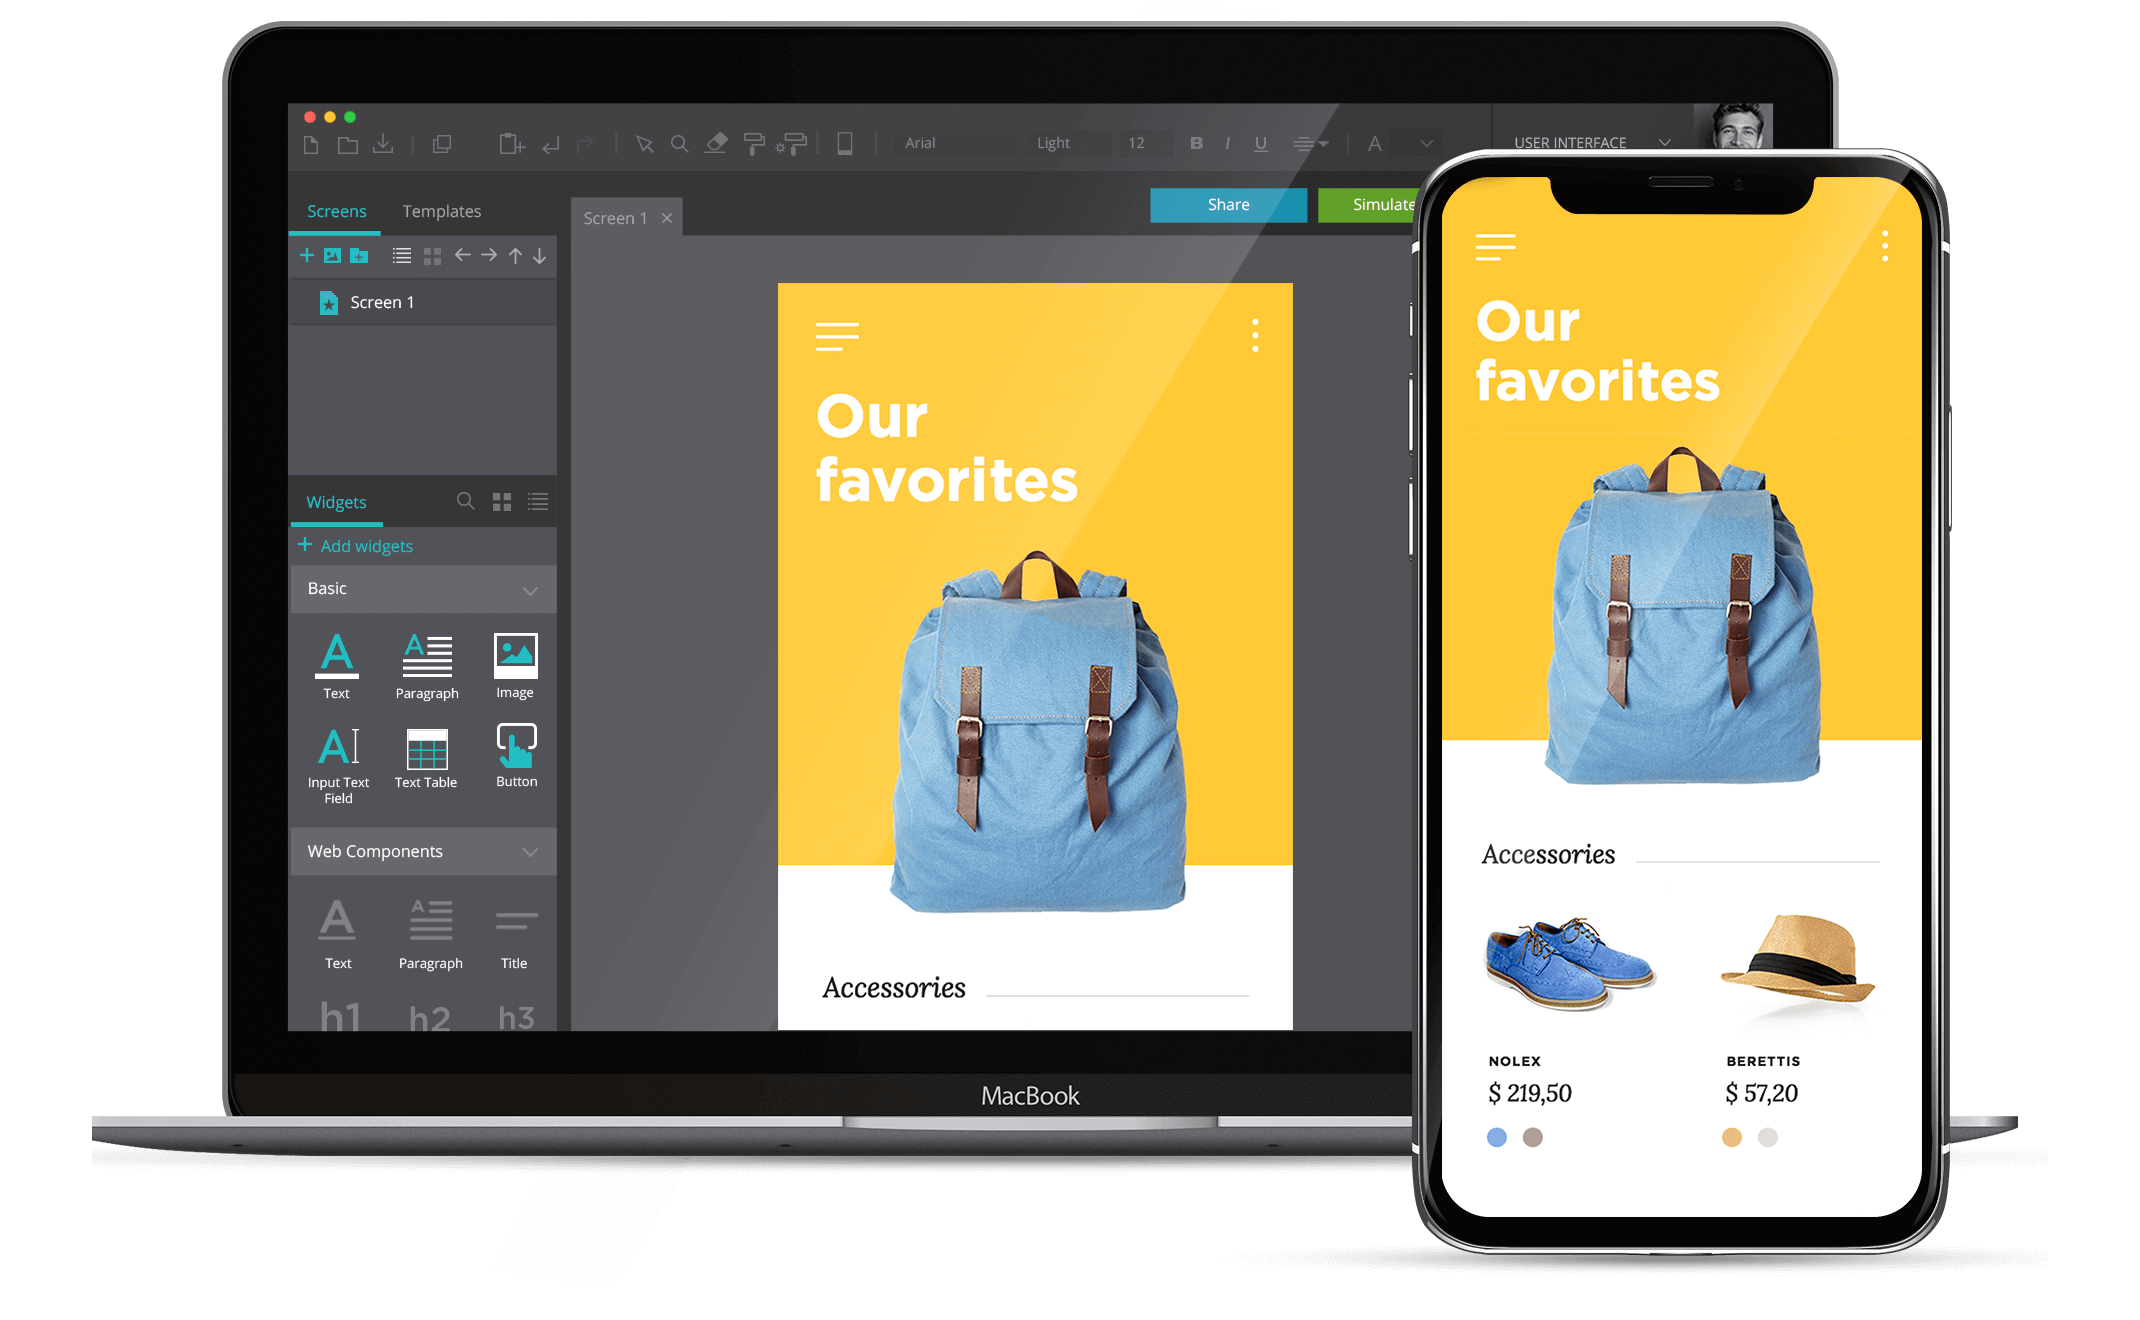 Arial
Light
12
B
I
U
A
USER INTERFACE
Screens
Templates
Screen 1
Share
Simulate
Screen 1
Widgets
Add widgets
Basic
A
A
Text
Paragraph
Image
A
Input Text
Field
Text Table
Button
Web Components
A
A
Text
Paragraph
Title
h1
h2
h3
Our
favorites
Accessories
MacBook
Our
favorites
Accessories
NOLEX
$ 219,50
BERETTIS
$ 57,20